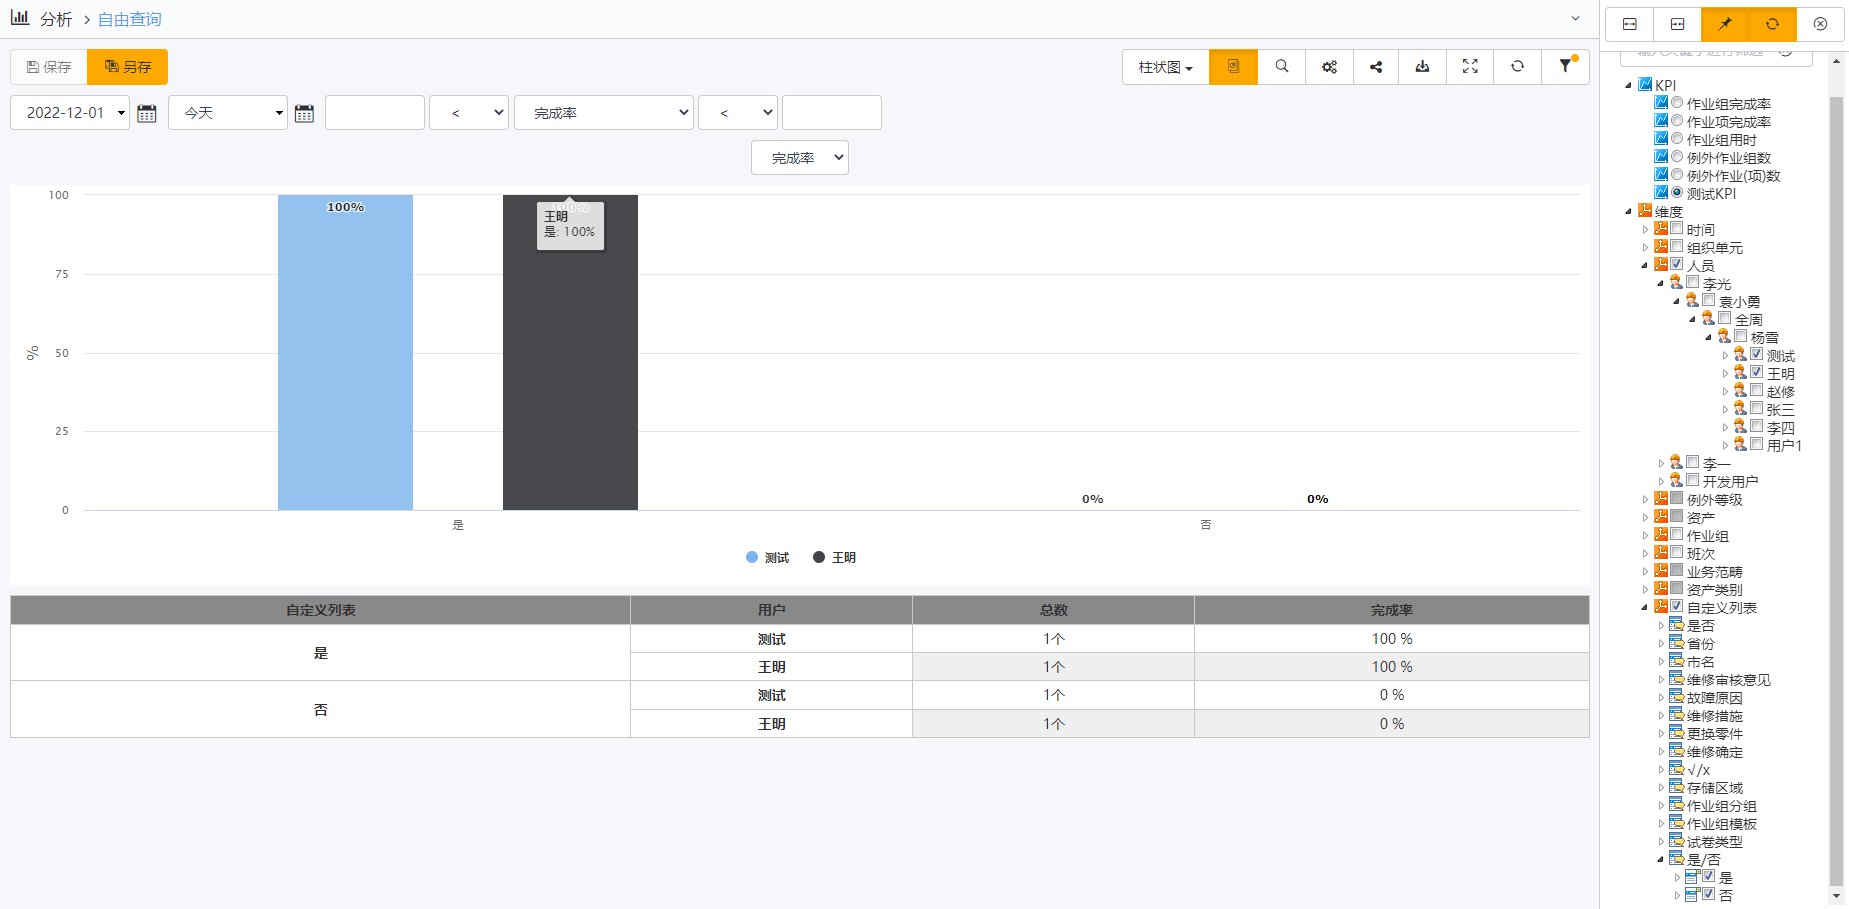 分析 > 自由查询
保存 另存
柱状图
2022-12-01 今天 < 完成率 <
完成率
100
75
50
25
0
%
100%
100%
王明
是: 100%
0%
0%
是 否
测试 王明
自定义列表 用户 总数 完成率
是 测试 1个 100 %
王明 1个 100 %
否 测试 1个 0 %
王明 1个 0 %
KPI
作业组完成率
作业项完成率
作业组用时
例外作业组数
例外作业(项)数
测试KPI
维度
时间
组织单元
人员
李光
袁小勇
全周
杨雪
测试
王明
赵修
张三
李四
用户1
李一
开发用户
例外等级
资产
作业组
班次
业务范畴
资产类别
自定义列表
是否
省份
市名
维修审核意见
故障原因
维修措施
更换零件
维修确定
√/x
存储区域
作业组分组
作业组模板
试卷类型
是/否
是
否